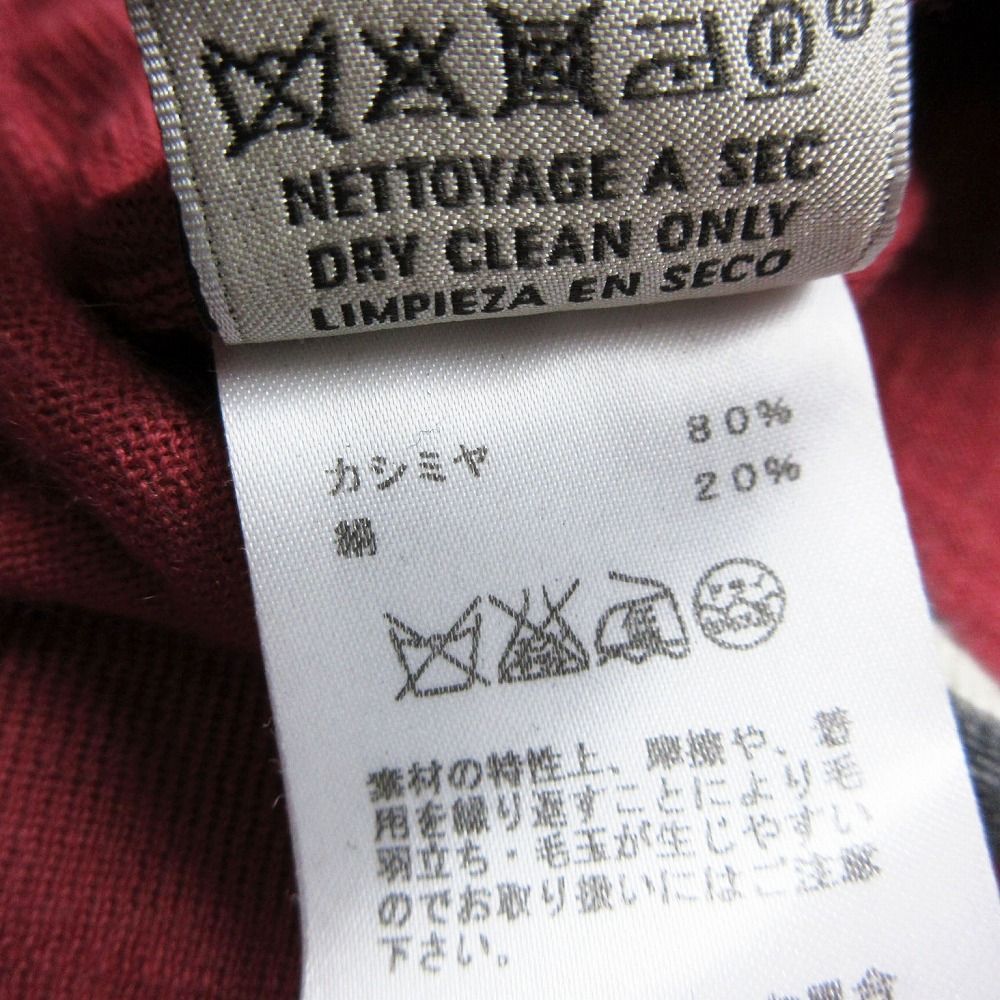 NETTOYAGE A SEC
DRY CLEAN ONLY
LIMPIEZA EN SECO
カシミヤ 80%
絹 20%
素材の特性上、摩擦や、着
用を繰り返すことにより毛
羽立ち・毛玉が生じやすい
のでお取り扱いにはご注意
下さい。